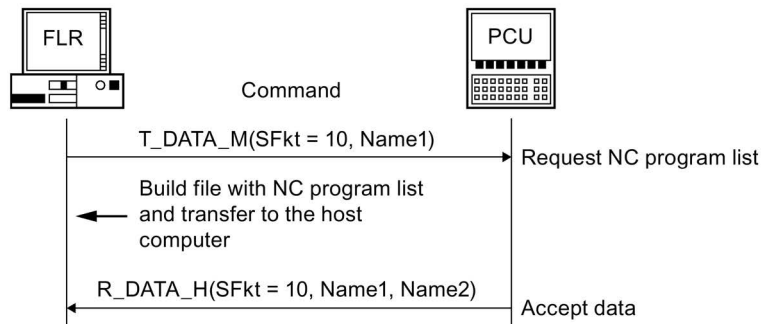 FLR
PCU
Command
T_DATA_M(SFkt = 10, Name1)
Request NC program list
Build file with NC program list
and transfer to the host
computer
R_DATA_H(SFkt = 10, Name1, Name2)
Accept data